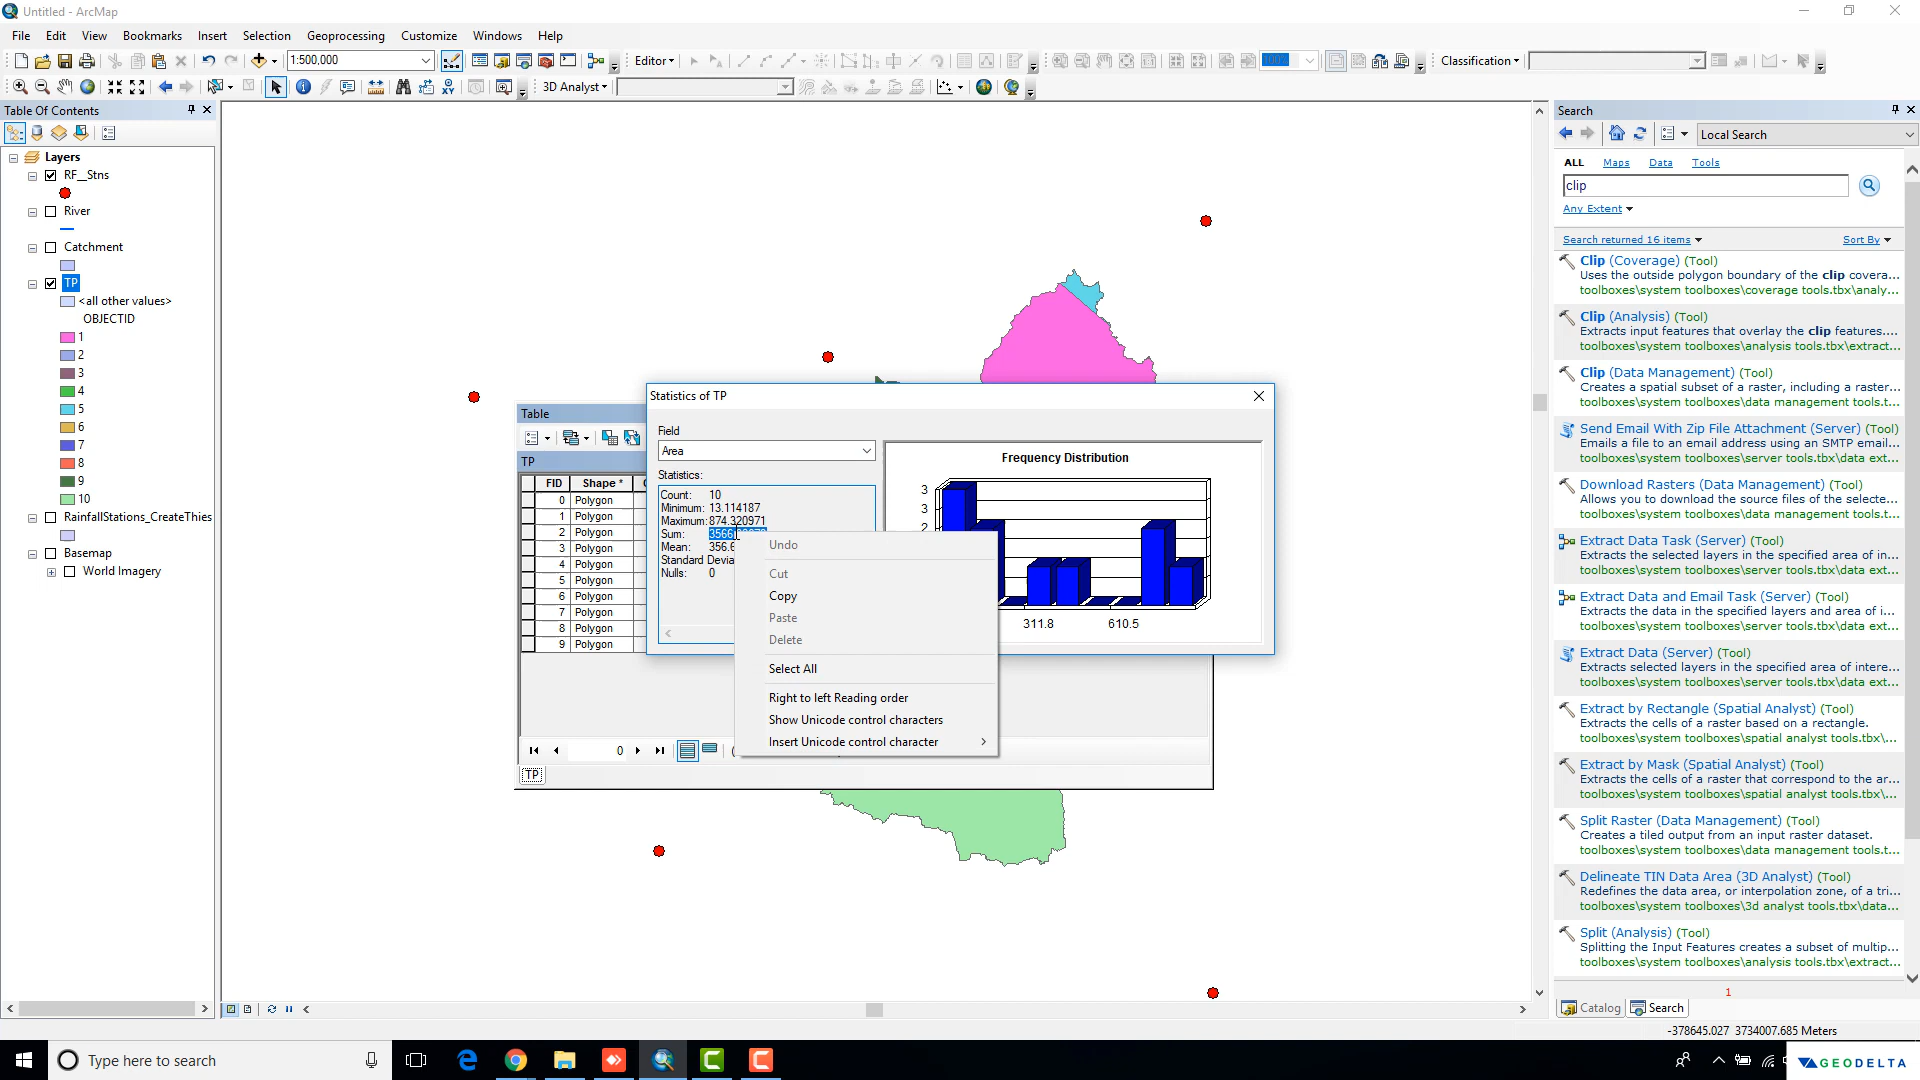 Untitled - ArcMap
File Edit View Bookmarks Insert Selection Geoprocessing Customize Windows Help
1:500,000
Editor
100%
Classification
3D Analyst
Table Of Contents
Layers
RF__Stns
River
Catchment
TP
<all other values>
OBJECTID
1
2
3
4
5
6
7
8
9
10
RainfallStations_CreateThies
Basemap
World Imagery
Table
TP
FID Shape *
0 Polygon
1 Polygon
2 Polygon
3 Polygon
4 Polygon
5 Polygon
6 Polygon
7 Polygon
8 Polygon
9 Polygon
0
TP
Statistics of TP
Field
Area
Statistics:
Count: 10
Minimum: 13.114187
Maximum: 874.320971
Sum: 3566
Mean: 356.6
Standard Devia
Nulls: 0
Frequency Distribution
3
3
2
311.8 610.5
Undo
Cut
Copy
Paste
Delete
Select All
Right to left Reading order
Show Unicode control characters
Insert Unicode control character
Search
Local Search
ALL Maps Data Tools
clip
Any Extent
Search returned 16 items Sort By
Clip (Coverage) (Tool)
Uses the outside polygon boundary of the clip covera...
toolboxes\system toolboxes\coverage tools.tbx\analy...
Clip (Analysis) (Tool)
Extracts input features that overlay the clip features....
toolboxes\system toolboxes\analysis tools.tbx\extract...
Clip (Data Management) (Tool)
Creates a spatial subset of a raster, including a raster...
toolboxes\system toolboxes\data management tools.t...
Send Email With Zip File Attachment (Server) (Tool)
Emails a file to an email address using an SMTP email...
toolboxes\system toolboxes\server tools.tbx\data ext...
Download Rasters (Data Management) (Tool)
Allows you to download the source files of the selecte...
toolboxes\system toolboxes\data management tools.t...
Extract Data Task (Server) (Tool)
Extracts the selected layers in the specified area of in...
toolboxes\system toolboxes\server tools.tbx\data ext...
Extract Data and Email Task (Server) (Tool)
Extracts the data in the specified layers and area of i...
toolboxes\system toolboxes\server tools.tbx\data ext...
Extract Data (Server) (Tool)
Extracts selected layers in the specified area of intere...
toolboxes\system toolboxes\server tools.tbx\data ext...
Extract by Rectangle (Spatial Analyst) (Tool)
Extracts the cells of a raster based on a rectangle.
toolboxes\system toolboxes\spatial analyst tools.tbx\...
Extract by Mask (Spatial Analyst) (Tool)
Extracts the cells of a raster that correspond to the ar...
toolboxes\system toolboxes\spatial analyst tools.tbx\...
Split Raster (Data Management) (Tool)
Creates a tiled output from an input raster dataset.
toolboxes\system toolboxes\data management tools.t...
Delineate TIN Data Area (3D Analyst) (Tool)
Redefines the data area, or interpolation zone, of a tri...
toolboxes\system toolboxes\3d analyst tools.tbx\data...
Split (Analysis) (Tool)
Splitting the Input Features creates a subset of multip...
toolboxes\system toolboxes\analysis tools.tbx\extract...
1
Catalog Search
-378645.027 3734007.685 Meters
Type here to search
GEODELTA